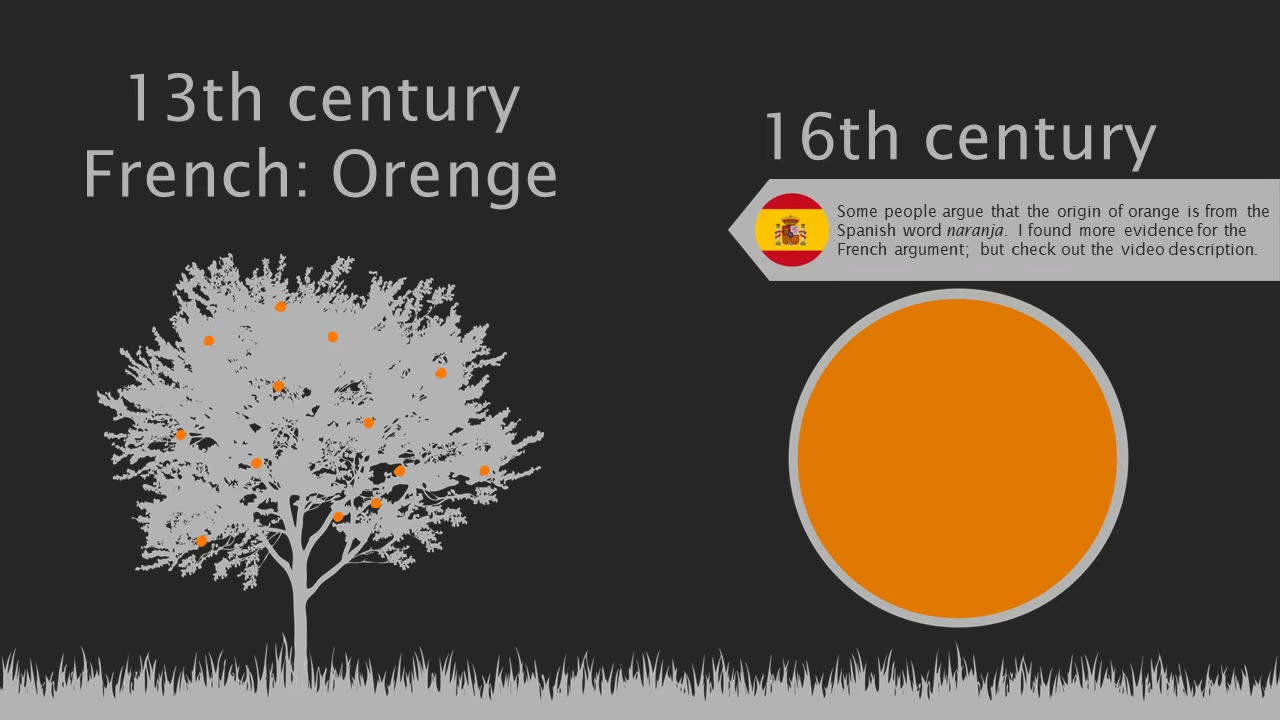 13th century
French: Orenge
16th century
Some people argue that the origin of orange is from the
Spanish word naranja. I found more evidence for the
French argument; but check out the video description.